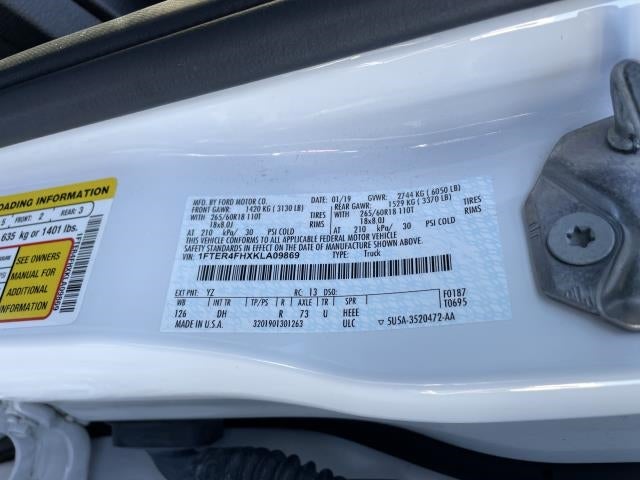 LOADING INFORMATION
5 FRONT: 2 REAR: 3
635 kg or 1401 lbs.
SEE OWNERS
MANUAL FOR
ADDITIONAL
INFORMATION
1FTER4FHXKLA09869
MFD. BY FORD MOTOR CO. 01/19 GVWR: 2744 KG (6050 LB)
FRONT GAWR: 1420 KG (3130 LB) REAR GAWR: 1529 KG (3370 LB)
WITH 265/60R18 110T TIRES WITH 265/60R18 110T TIRES
18x8.0J RIMS 18x8.0J RIMS
AT 210 kPa/ 30 PSI COLD AT 210 kPa/ 30 PSI COLD
THIS VEHICLE CONFORMS TO ALL APPLICABLE FEDERAL MOTOR VEHICLE
SAFETY STANDARDS IN EFFECT ON THE DATE OF MANUFACTURE SHOWN ABOVE.
VIN: 1FTER4FHXKLA09869 TYPE: Truck
EXT PNT: YZ RC: 13 DSO: F0187
WB INT TR TP/PS R AXLE TR SPR T0695
126 DH R 73 U HEEE
MADE IN U.S.A. 3201901301263 ULC 5U5A-3520472-AA